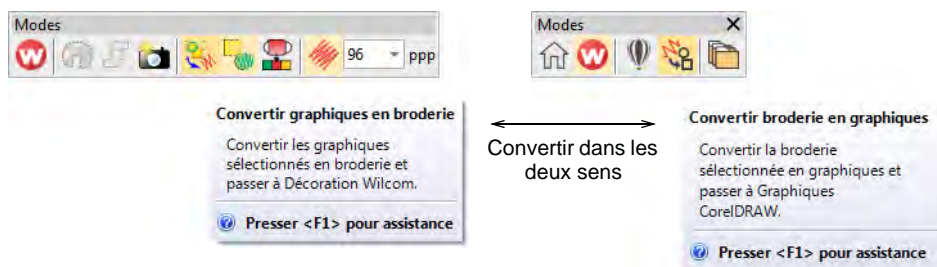 Modes
96 ppp
Convertir graphiques en broderie
Convertir les graphiques
sélectionnés en broderie et
passer à Décoration Wilcom.
Presser <F1> pour assistance
Convertir dans les
deux sens
Modes
Convertir broderie en graphiques
Convertir la broderie
sélectionnée en graphiques et
passer à Graphiques
CorelDRAW.
Presser <F1> pour assistance